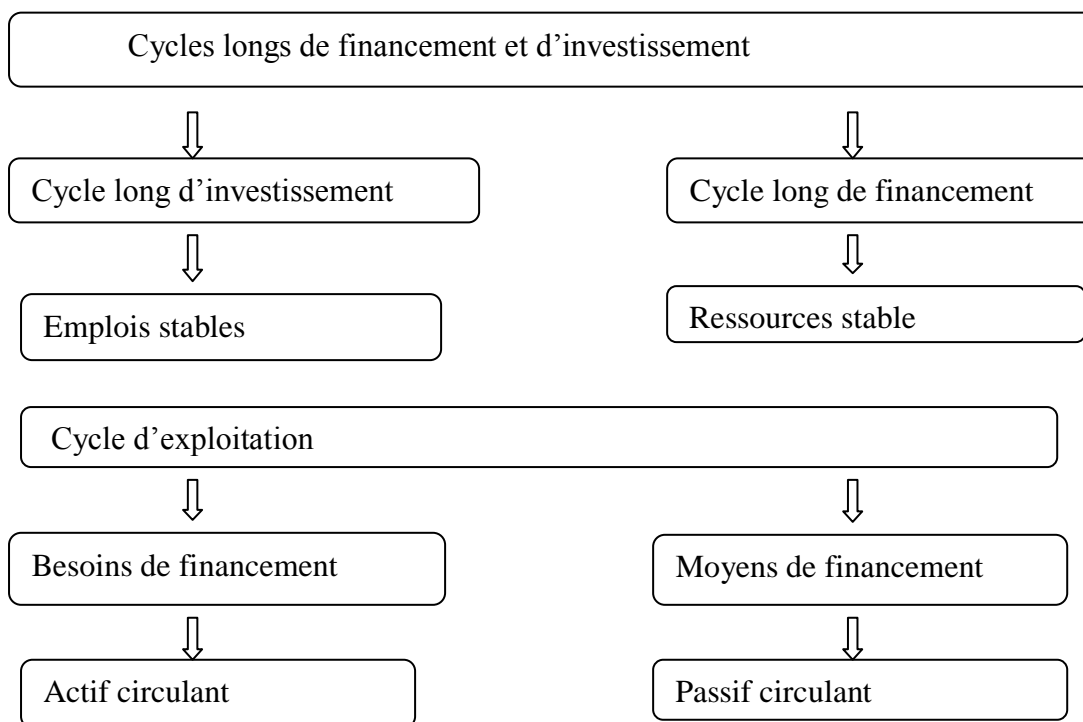 Cycles longs de financement et d’investissement
Cycle long d’investissement
Cycle long de financement
Emplois stables
Ressources stable
Cycle d’exploitation
Besoins de financement
Moyens de financement
Actif circulant
Passif circulant